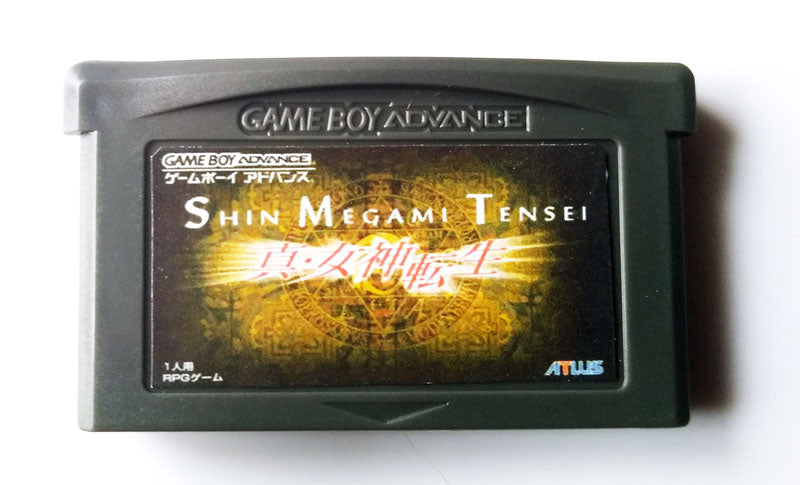 GAME BOY ADVANCE
GAME BOY ADVANCE
ゲームボーイ アドバンス
SHIN MEGAMI TENSEI
真・女神転生
1人用
RPGゲーム
ATLUS